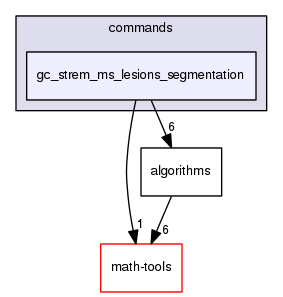 commands
gc_strem_ms_lesions_segmentation
6
algorithms
1
6
math-tools